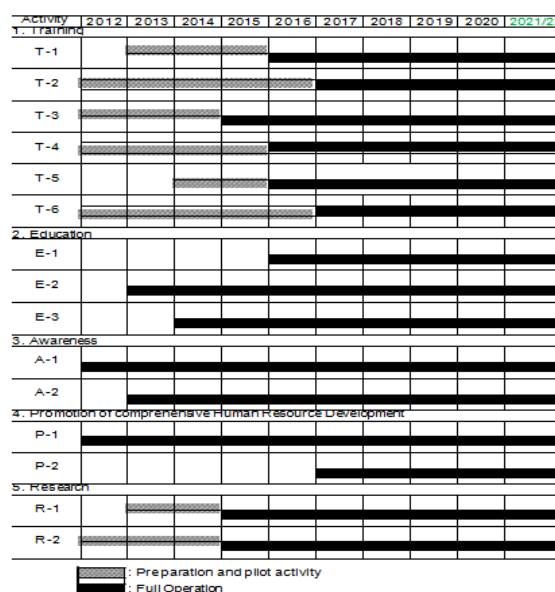 Activity 2012 2013 2014 2015 2016 2017 2018 2019 2020 2021/2
1. Training
T-1
T-2
T-3
T-4
T-5
T-6
2. Education
E-1
E-2
E-3
3. Awareness
A-1
A-2
4. Promotion of comprehensive Human Resource Development
P-1
P-2
5. Research
R-1
R-2
: Preparation and pilot activity
: Full Operation